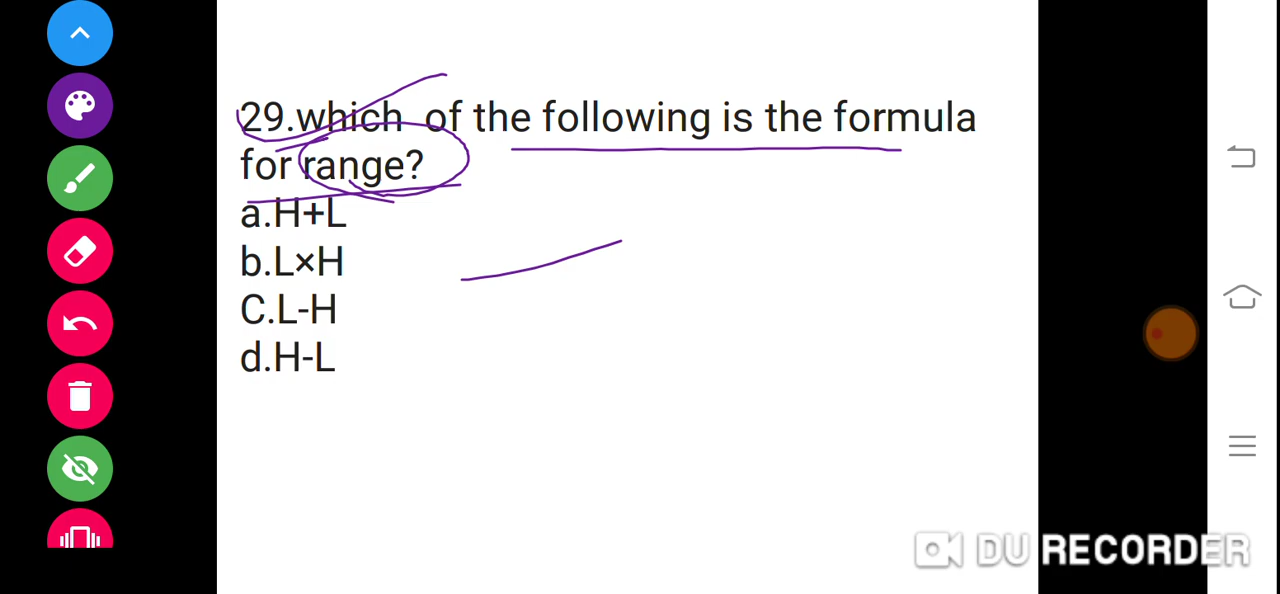 29.which of the following is the formula
for range?
a.H+L
b.L×H
C.L-H
d.H-L
DU RECORDER